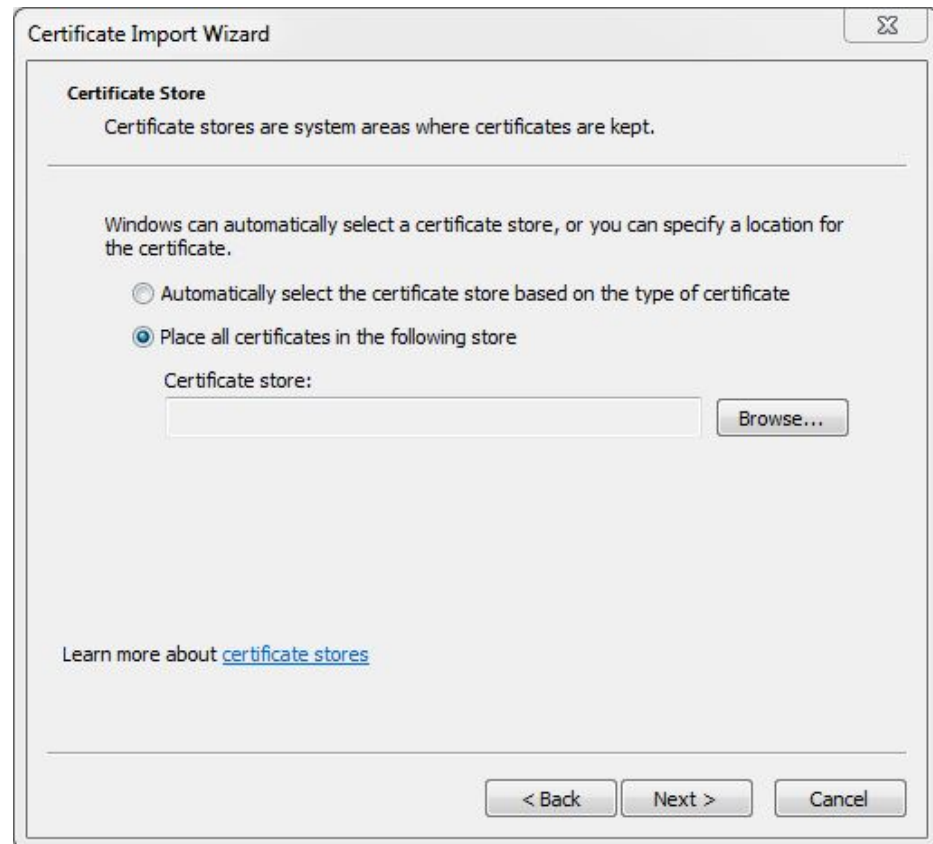 Certificate Import Wizard
Certificate Store
Certificate stores are system areas where certificates are kept.
Windows can automatically select a certificate store, or you can specify a location for
the certificate.
Automatically select the certificate store based on the type of certificate
Place all certificates in the following store
Certificate store:
Browse...
Learn more about certificate stores
< Back
Next >
Cancel